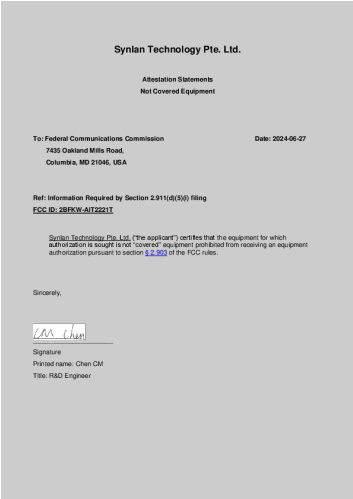 Synlan Technology Pte. Ltd.
Attestation Statements
Not Covered Equipment
To: Federal Communications Commission Date: 2024-06-27
7435 Oakland Mills Road,
Columbia, MD 21046, USA
Ref: Information Required by Section 2.911(d)(5)(i) filing
FCC ID: 2BFKW-AIT2221T
Synlan Technology Pte. Ltd. ("the applicant") certifies that the equipment for which
authorization is sought is not "covered" equipment prohibited from receiving an equipment
authorization pursuant to section § 2.903 of the FCC rules.
Sincerely,
CM Chen
Signature
Printed name: Chen CM
Title: R&D Engineer